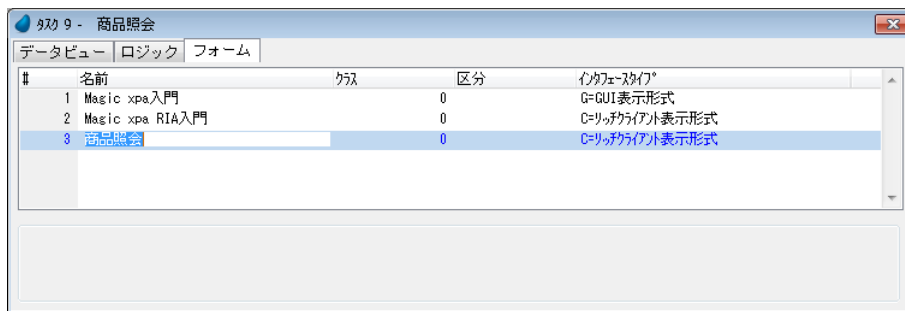 ﾀｽｸ 9 - 商品照会
データビュー ロジック フォーム
# 名前 ｸﾗｽ 区分 ｲﾝﾀﾌｪｰｽﾀｲﾌﾟ
1 Magic xpa入門 0 G=GUI表示形式
2 Magic xpa RIA入門 0 C=ﾘｯﾁｸﾗｲｱﾝﾄ表示形式
3 商品照会 0 C=ﾘｯﾁｸﾗｲｱﾝﾄ表示形式